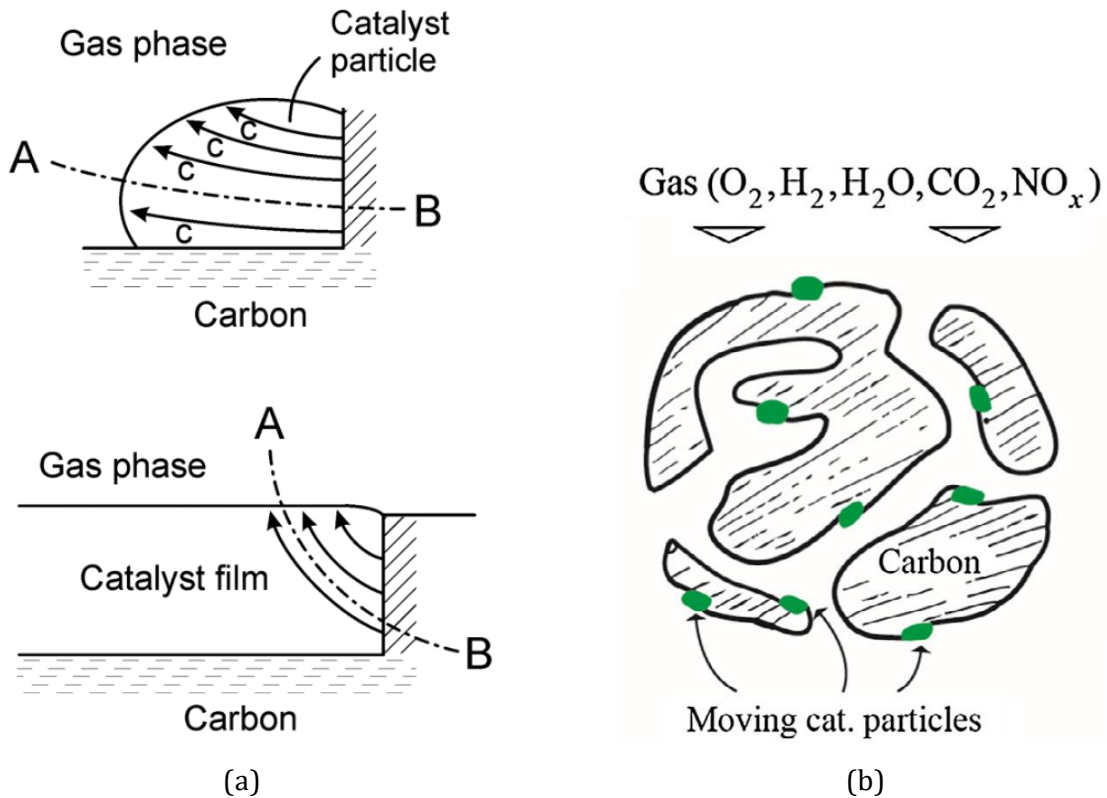 Gas phase
Catalyst
particle
A
c
c
c
c
B
Carbon
A
Gas phase
Catalyst film
B
Carbon
(a)
Gas (O₂,H₂,H₂O,CO₂,NOₓ)
Carbon
Moving cat. particles
(b)